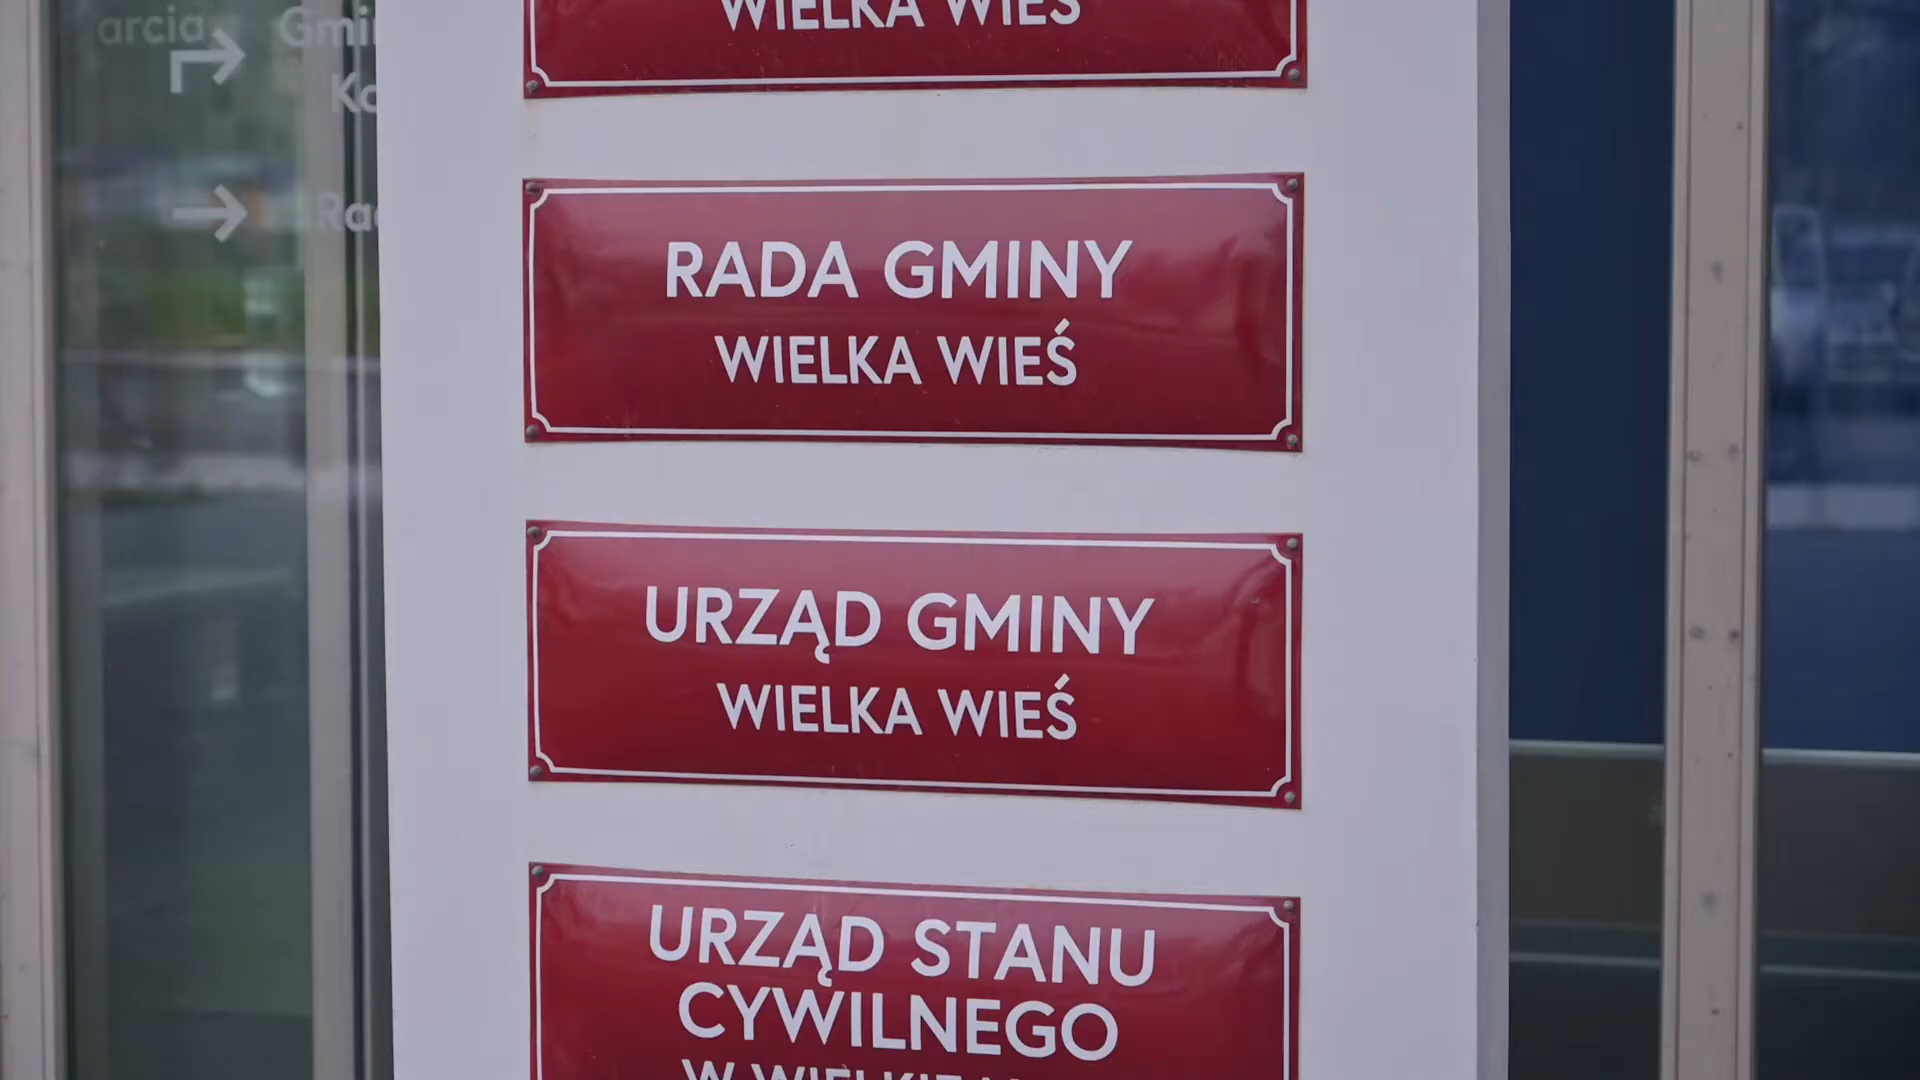 WIELKA WIEŚ
RADA GMINY
WIELKA WIEŚ
URZĄD GMINY
WIELKA WIEŚ
URZĄD STANU
CYWILNEGO